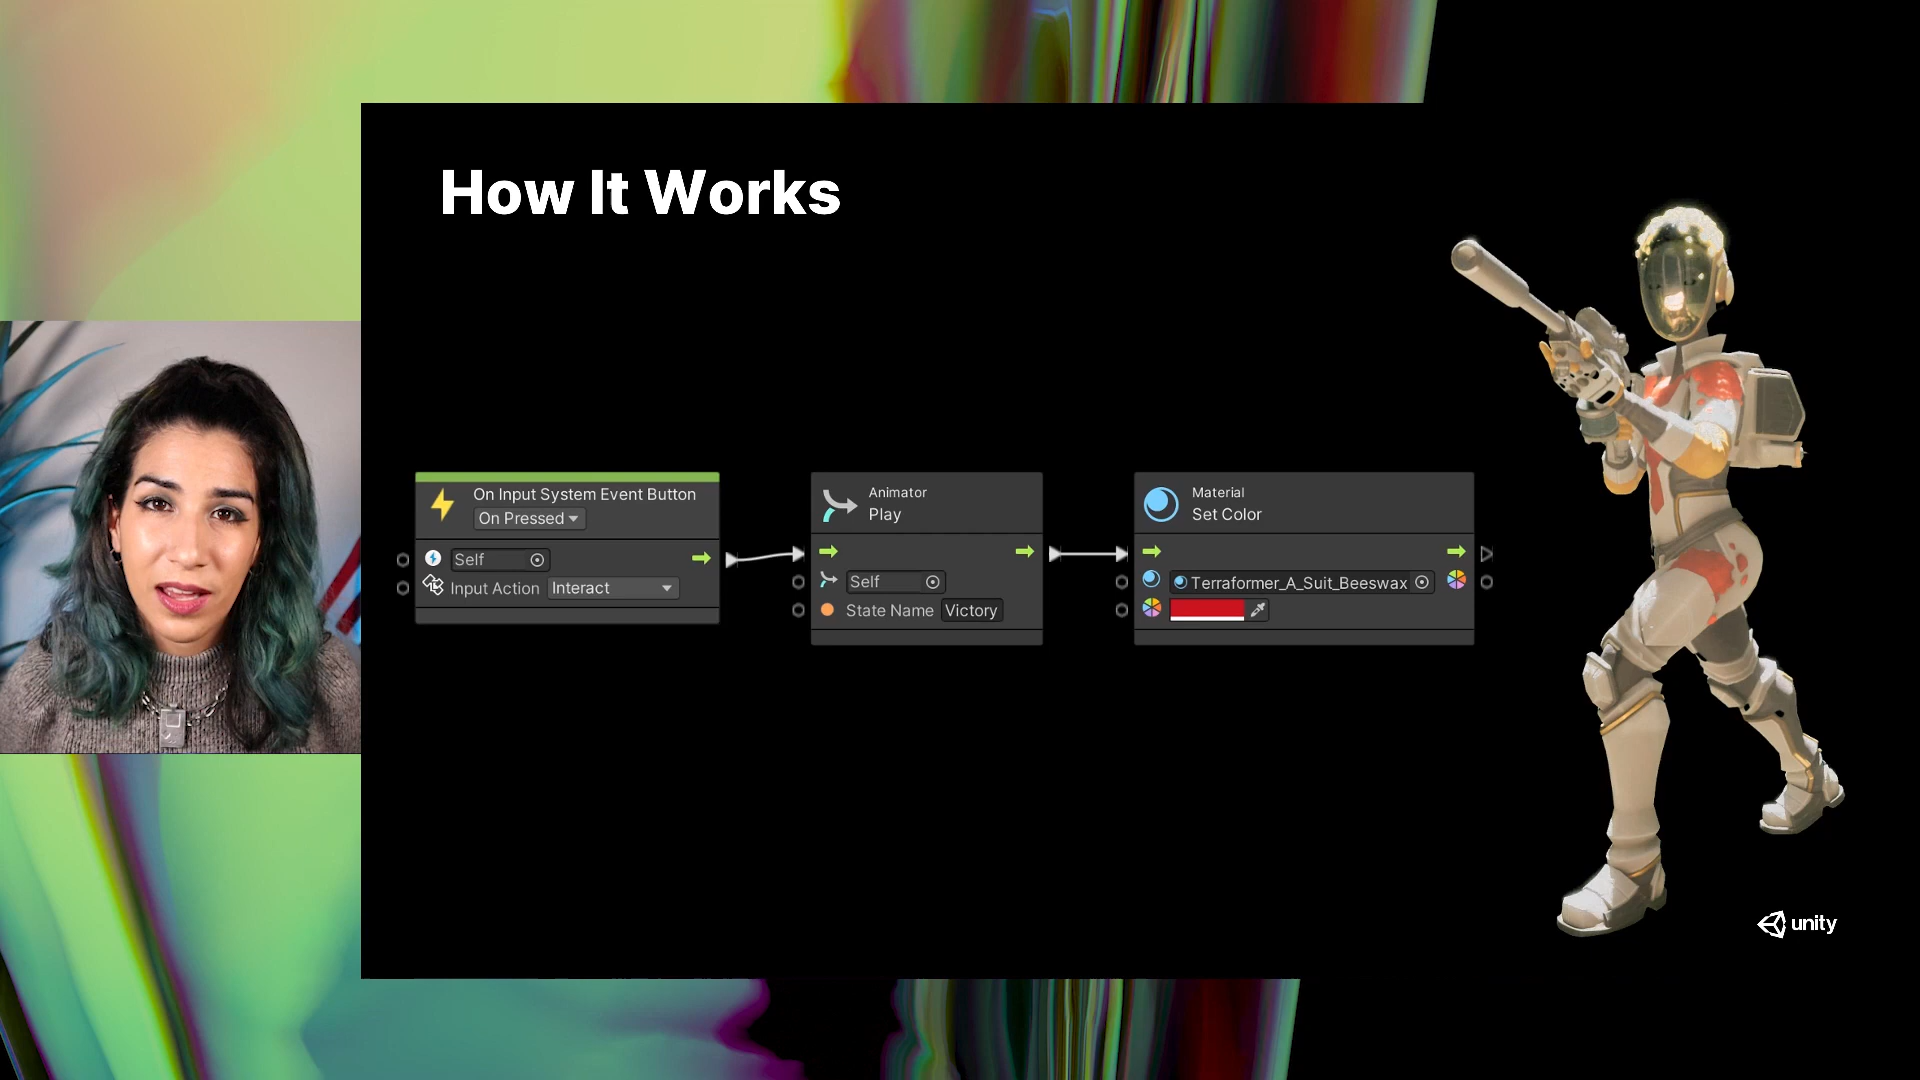 How It Works
On Input System Event Button
On Pressed
Self
Input Action Interact
Animator
Play
Self
State Name Victory
Material
Set Color
Terraformer_A_Suit_Beeswax
unity